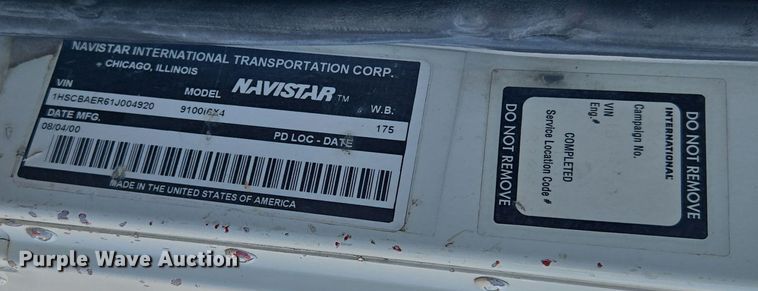 NAVISTAR INTERNATIONAL TRANSPORTATION CORP.
CHICAGO, ILLINOIS
VIN MODEL NAVISTAR TM W.B.
1HSCBAER61J004920 9100i6X4 175
DATE MFG. PD LOC - DATE
08/04/00
MADE IN THE UNITED STATES OF AMERICA
DO NOT REMOVE
INTERNATIONAL
Campaign No.
VIN
Eng.#
COMPLETED
Service Location Code #
DO NOT REMOVE
Purple Wave Auction